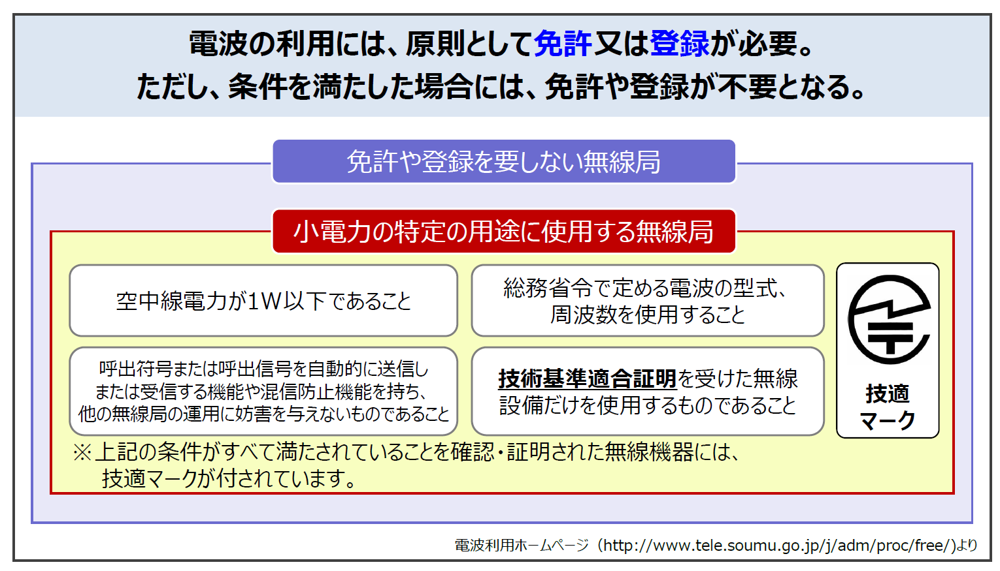 電波の利用には、原則として免許又は登録が必要。
ただし、条件を満たした場合には、免許や登録が不要となる。
免許や登録を要しない無線局
小電力の特定の用途に使用する無線局
空中線電力が1W以下であること
総務省令で定める電波の型式、
周波数を使用すること
呼出符号または呼出信号を自動的に送信し
または受信する機能や混信防止機能を持ち、
他の無線局の運用に妨害を与えないものであること
技術基準適合証明を受けた無線
設備だけを使用するものであること
技適
マーク
※上記の条件がすべて満たされていることを確認・証明された無線機器には、
技適マークが付されています。
電波利用ホームページ（http://www.tele.soumu.go.jp/j/adm/proc/free/)より